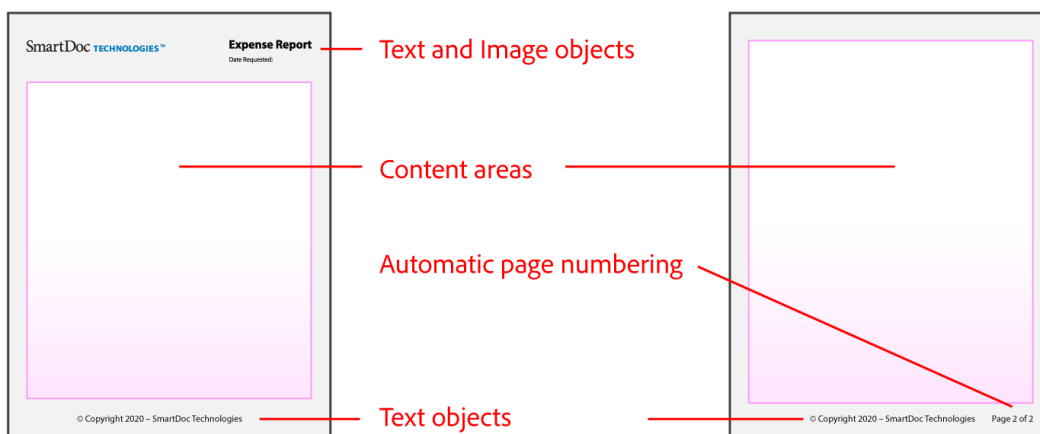 SmartDoc TECHNOLOGIES™
Expense Report
Date Requested:
Text and Image objects
Content areas
Automatic page numbering
Text objects
© Copyright 2020 – SmartDoc Technologies
© Copyright 2020 – SmartDoc Technologies
Page 2 of 2